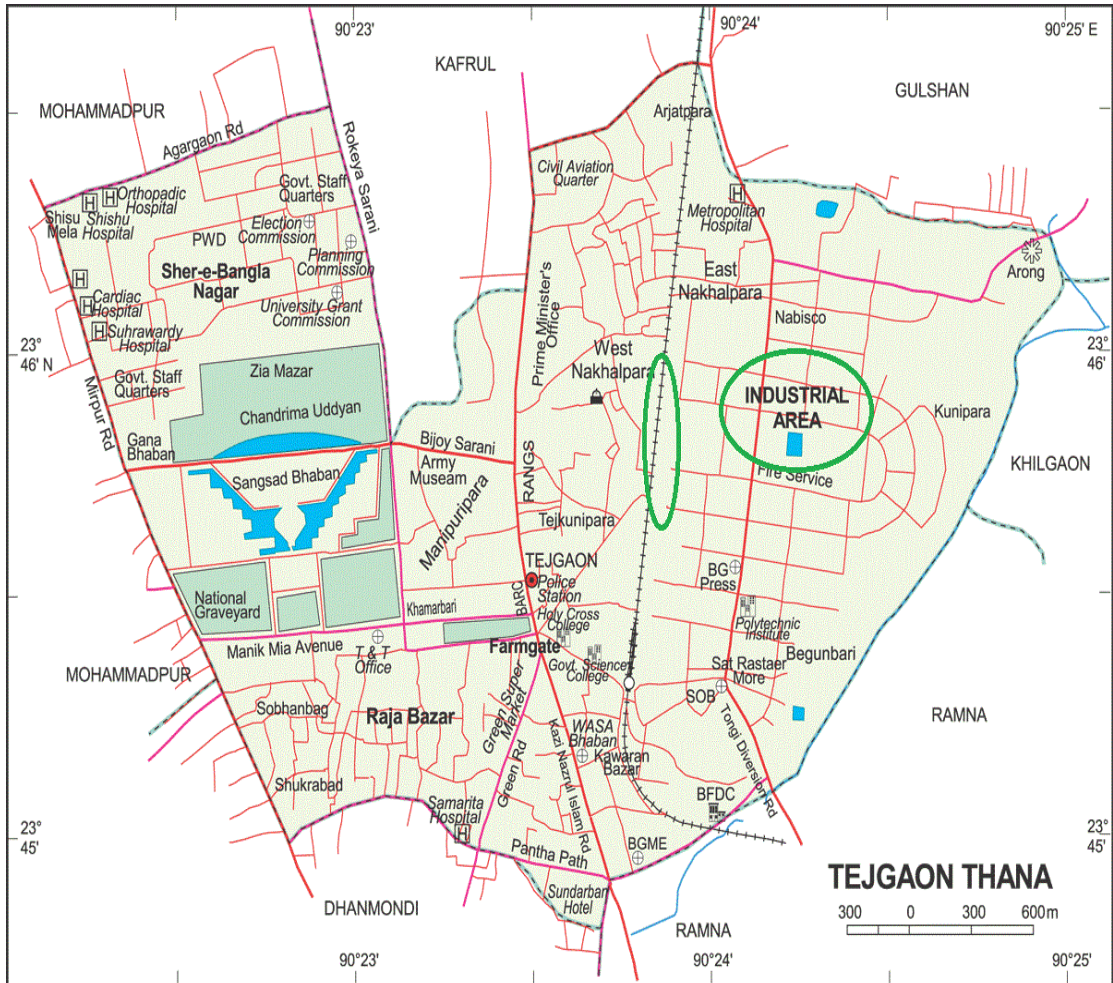 90°23'
90°24'
90°25' E
KAFRUL
GULSHAN
MOHAMMADPUR
Agargaon Rd
Rokeya Sarani
Arjatpara
Civil Aviation
Quarter
Govt. Staff
Quarters
Orthopadic
Hospital
H
H
Shisu
Mela
Shishu
Hospital
Election
Commission
PWD
Planning
Commission
Sher-e-Bangla
Nagar
University Grant
Commission
H
Cardiac
Hospital
H
Suhrawardy
Hospital
H
H
Metropolitan
Hospital
East
Nakhalpara
Arong
Nabisco
Prime Minister's
Office
West
Nakhalpara
23°
46' N
23°
46'
Govt. Staff
Quarters
Zia Mazar
Chandrima Uddyan
Mirpur Rd
Gana
Bhaban
INDUSTRIAL
AREA
Kunipara
KHILGAON
Bijoy Sarani
Army
Museam
RANGS
Sangsad Bhaban
Manipuripara
Fire Service
Tejkunipara
TEJGAON
Police
Station
BARC
BG
Press
National
Graveyard
Khamarbari
Holy Cross
College
Polytechnic
Institute
Manik Mia Avenue
Farmgate
T & T
Office
Govt. Science
College
Sat Rastaer
More
Begunbari
MOHAMMADPUR
SOB
Sobhanbag
Raja Bazar
Green Super
Market
RAMNA
WASA
Bhaban
Kawaran
Bazar
Tongi Diversion Rd
Kazi Nazrul Islam Rd
Green Rd
Shukrabad
Samarita
Hospital
H
BFDC
23°
45'
23°
45'
Pantha Path
BGME
TEJGAON THANA
Sundarban
Hotel
DHANMONDI
RAMNA
300 0 300 600m
90°23'
90°24'
90°25'